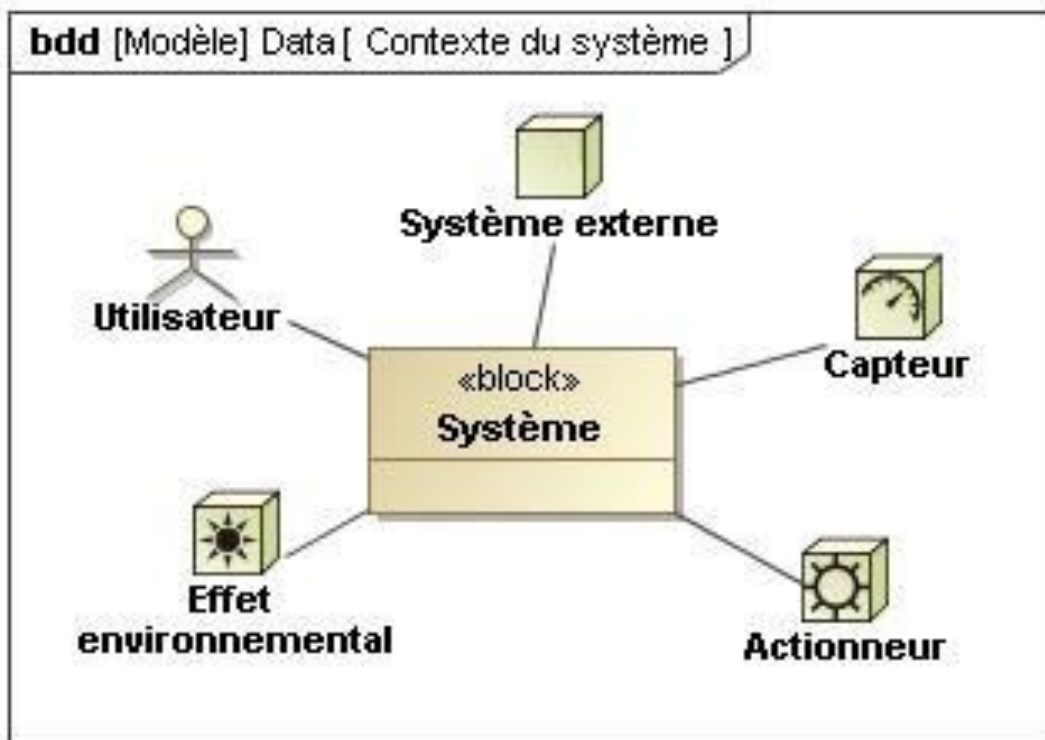 bdd [Modèle] Data [ Contexte du système ]
Système externe
Utilisateur
Capteur
«block»
Système
Effet
environnemental
Actionneur